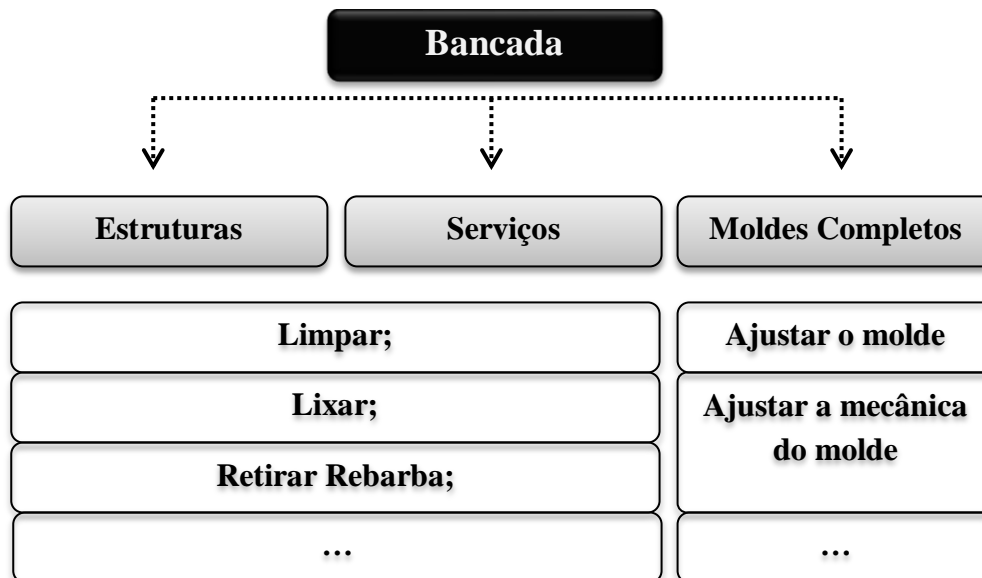 Bancada
Estruturas
Serviços
Moldes Completos
Limpar;
Ajustar o molde
Lixar;
Ajustar a mecânica
do molde
Retirar Rebarba;
...
...